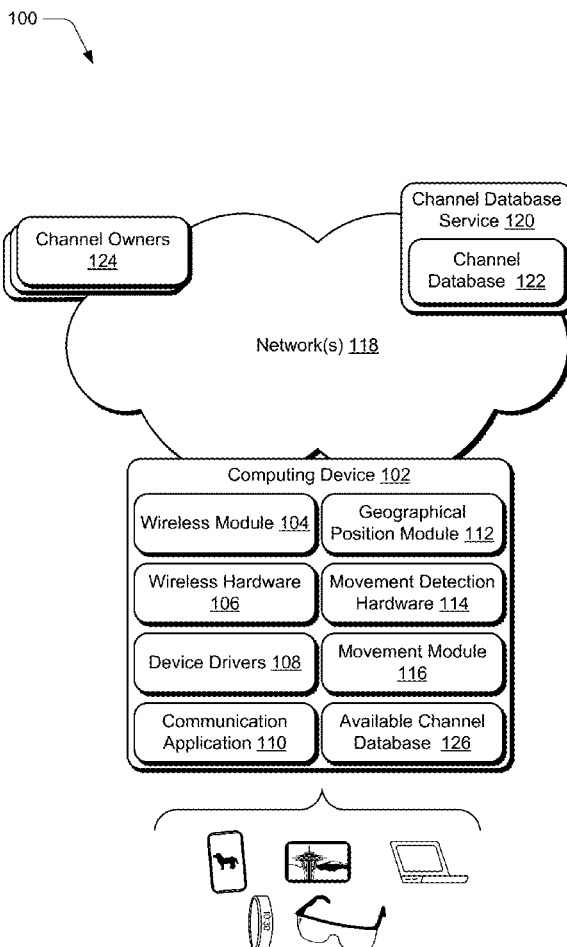 100
Channel Owners
124
Channel Database
Service 120
Channel
Database 122
Network(s) 118
Computing Device 102
Wireless Module 104
Geographical
Position Module 112
Wireless Hardware
106
Movement Detection
Hardware 114
Device Drivers 108
Movement Module
116
Communication
Application 110
Available Channel
Database 126
10:30